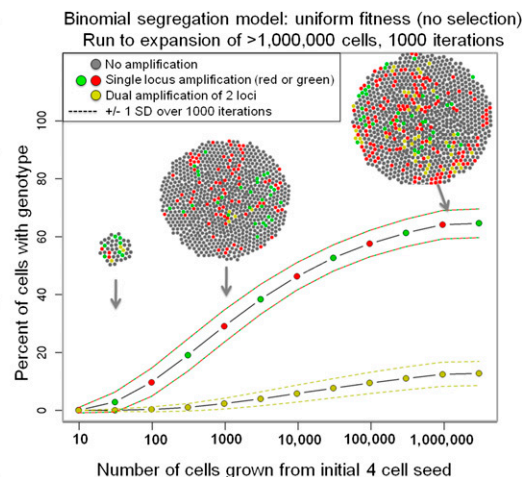 Binomial segregation model: uniform fitness (no selection)
Run to expansion of >1,000,000 cells, 1000 iterations
No amplification
Single locus amplification (red or green)
Dual amplification of 2 loci
+/- 1 SD over 1000 iterations
Percent of cells with genotype
100
80
60
40
20
0
10
100
1000
10,000
100,000
1,000,000
Number of cells grown from initial 4 cell seed